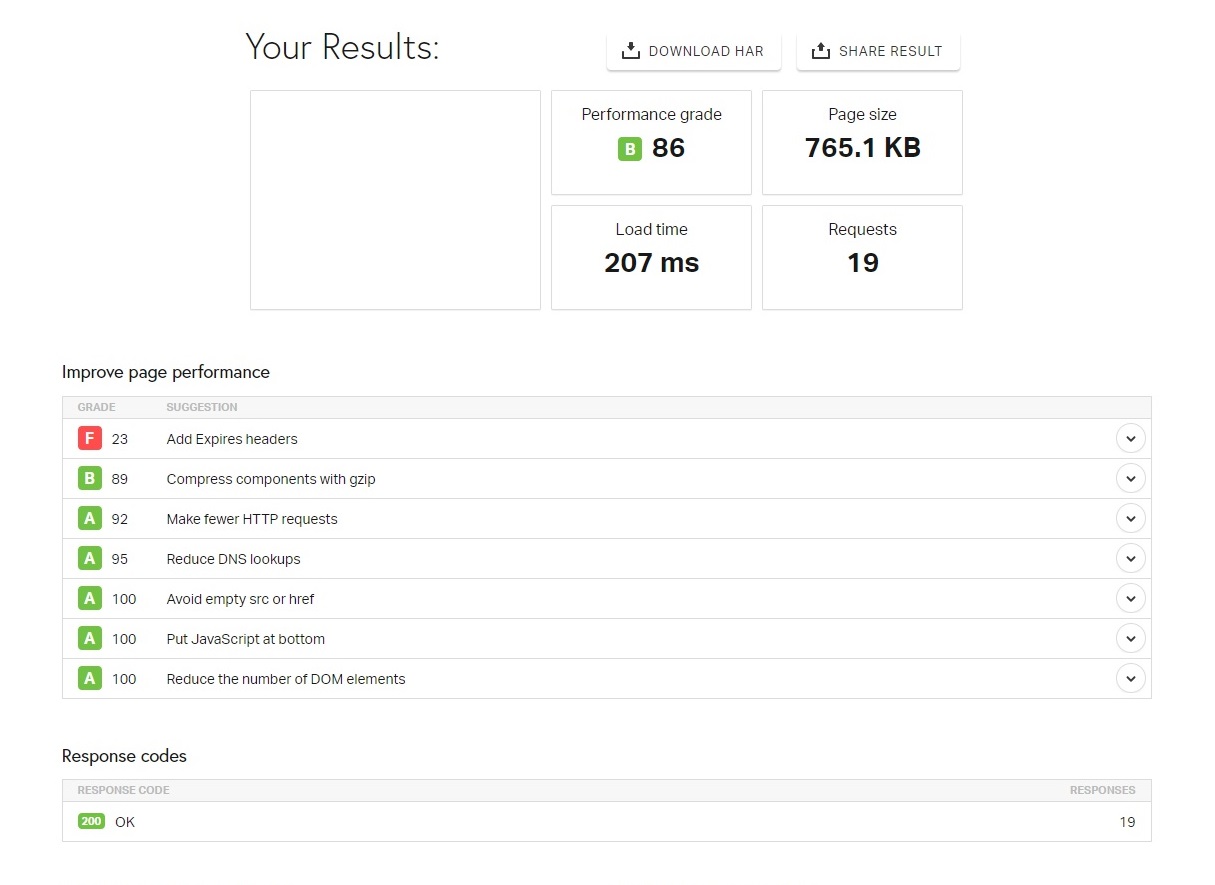 Your Results:
DOWNLOAD HAR
SHARE RESULT
Performance grade
B 86
Page size
765.1 KB
Load time
207 ms
Requests
19
Improve page performance
GRADE SUGGESTION
F 23 Add Expires headers
B 89 Compress components with gzip
A 92 Make fewer HTTP requests
A 95 Reduce DNS lookups
A 100 Avoid empty src or href
A 100 Put JavaScript at bottom
A 100 Reduce the number of DOM elements
Response codes
RESPONSE CODE RESPONSES
200 OK 19